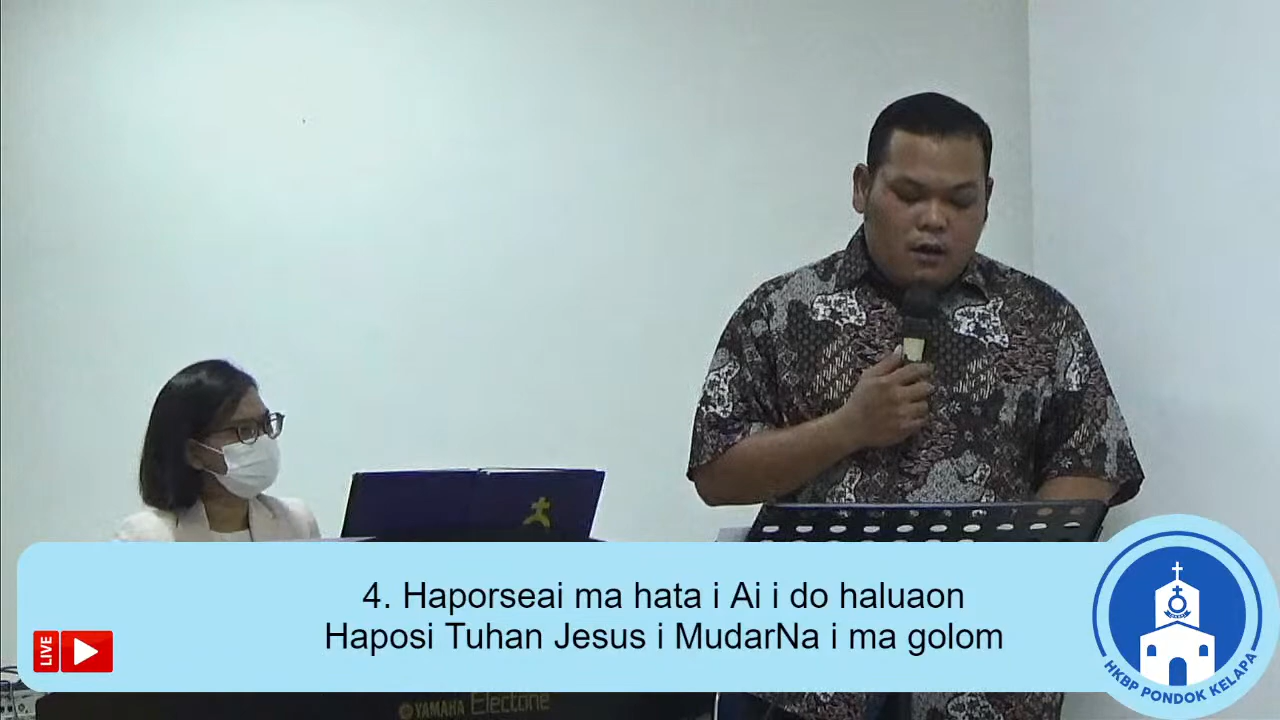 4. Haporseai ma hata i Ai i do haluaon
Haposi Tuhan Jesus i MudarNa i ma golom
LIVE
HKBP PONDOK KELAPA
YAMAHA Electone